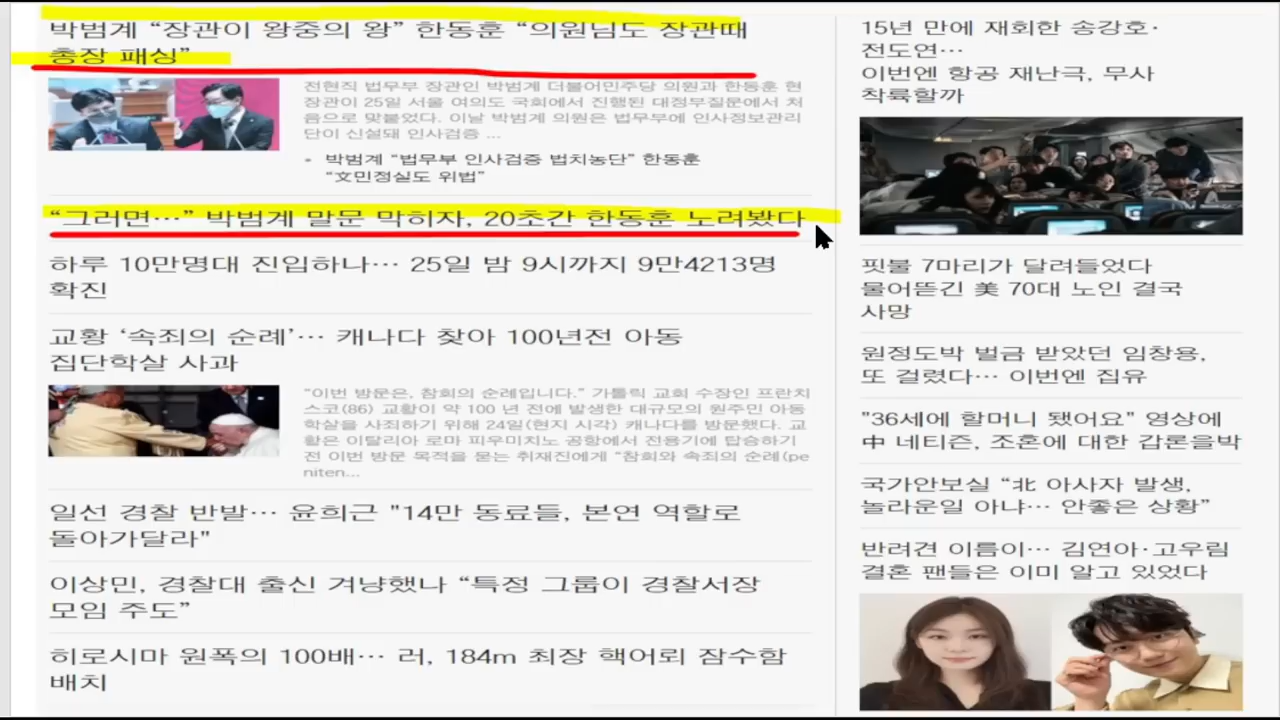 박범계 “장관이 왕중의 왕” 한동훈 “의원님도 장관때
총장 패싱”
전현직 법무부 장관인 박범계 더불어민주당 의원과 한동훈 현
장관이 25일 서울 여의도 국회에서 진행된 대정부질문에서 처
음으로 맞붙었다. 이날 박범계 의원은 법무부에 인사정보관리
단이 신설돼 인사검증 ...
박범계 “법무부 인사검증 법치농단” 한동훈
“文민정실도 위법”
“그러면…” 박범계 말문 막히자, 20초간 한동훈 노려봤다
하루 10만명대 진입하나… 25일 밤 9시까지 9만4213명
확진
교황 ‘속죄의 순례’… 캐나다 찾아 100년전 아동
집단학살 사과
“이번 방문은, 참회의 순례입니다.” 가톨릭 교회 수장인 프란치
스코(86) 교황이 약 100 년 전에 발생한 대규모의 원주민 아동
학살을 사죄하기 위해 24일(현지 시각) 캐나다를 방문했다. 교
황은 이탈리아 로마 피우미치노 공항에서 전용기에 탑승하기
전 이번 방문 목적을 묻는 취재진에게 “참회와 속죄의 순례(pe
niten...
일선 경찰 반발… 윤희근 "14만 동료들, 본연 역할로
돌아가달라"
이상민, 경찰대 출신 겨냥했나 “특정 그룹이 경찰서장
모임 주도”
히로시마 원폭의 100배… 러, 184m 최장 핵어뢰 잠수함
배치
15년 만에 재회한 송강호·
전도연…
이번엔 항공 재난극, 무사
착륙할까
핏불 7마리가 달려들었다
물어뜯긴 美 70대 노인 결국
사망
원정도박 벌금 받았던 임창용,
또 걸렸다… 이번엔 집유
"36세에 할머니 됐어요" 영상에
中 네티즌, 조혼에 대한 갑론을박
국가안보실 “北 아사자 발생,
놀라운일 아냐… 안좋은 상황”
반려견 이름이… 김연아·고우림
결혼 팬들은 이미 알고 있었다